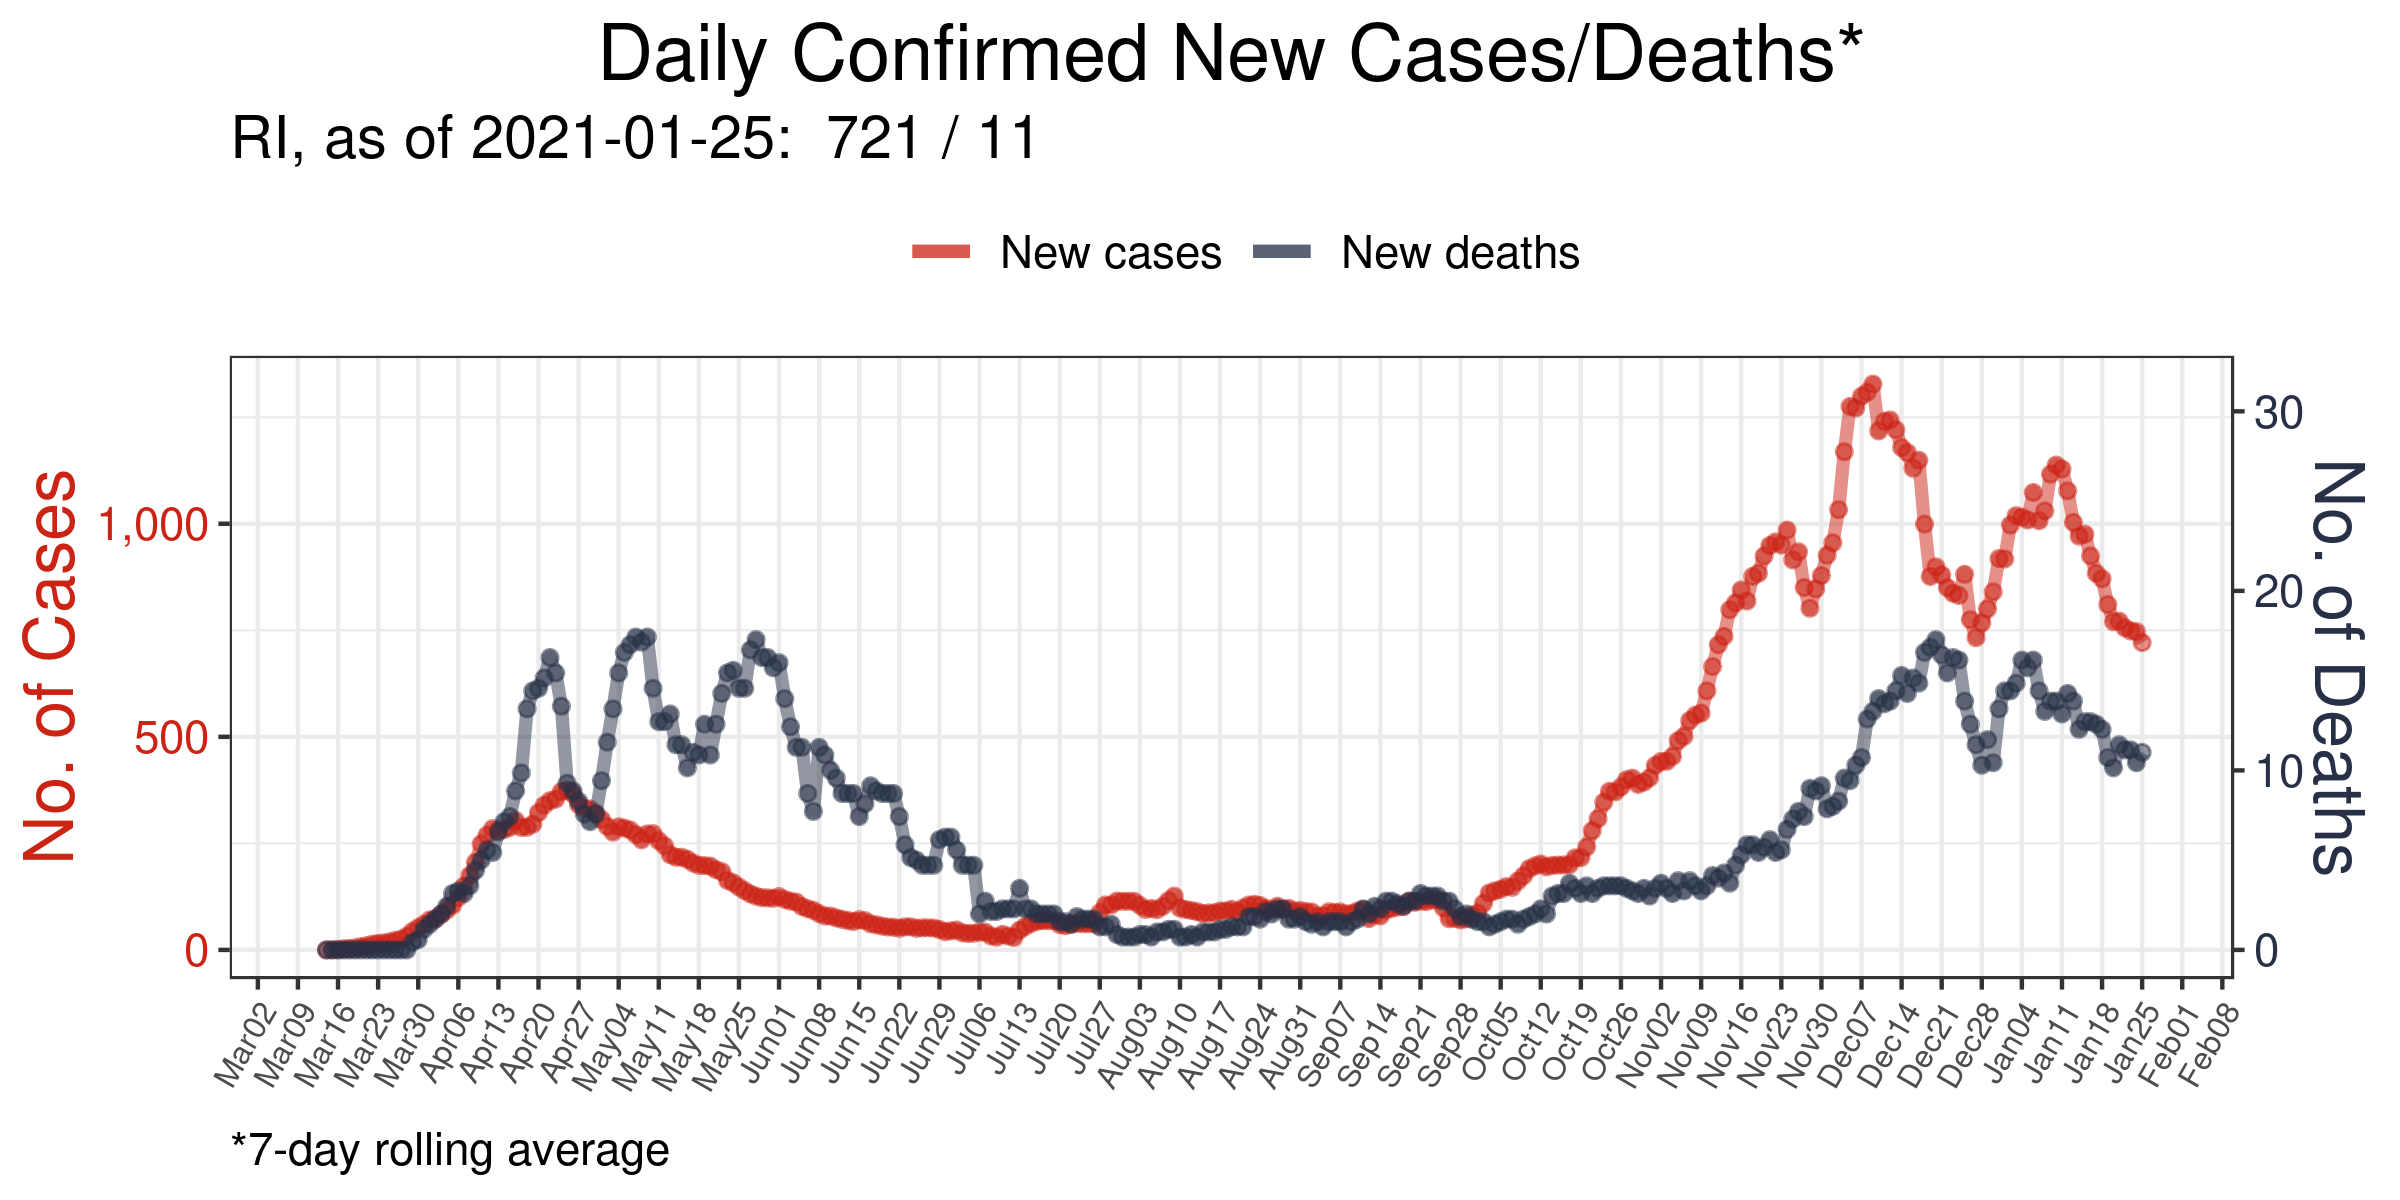 Daily Confirmed New Cases/Deaths*
RI, as of 2021-01-25:  721 / 11
New cases
New deaths
No. of Cases
1,000
500
0
30
20
10
0
No. of Deaths
Mar02
Mar09
Mar16
Mar23
Mar30
Apr06
Apr13
Apr20
Apr27
May04
May11
May18
May25
Jun01
Jun08
Jun15
Jun22
Jun29
Jul06
Jul13
Jul20
Jul27
Aug03
Aug10
Aug17
Aug24
Aug31
Sep07
Sep14
Sep21
Sep28
Oct05
Oct12
Oct19
Oct26
Nov02
Nov09
Nov16
Nov23
Nov30
Dec07
Dec14
Dec21
Dec28
Jan04
Jan11
Jan18
Jan25
Feb01
Feb08
*7-day rolling average